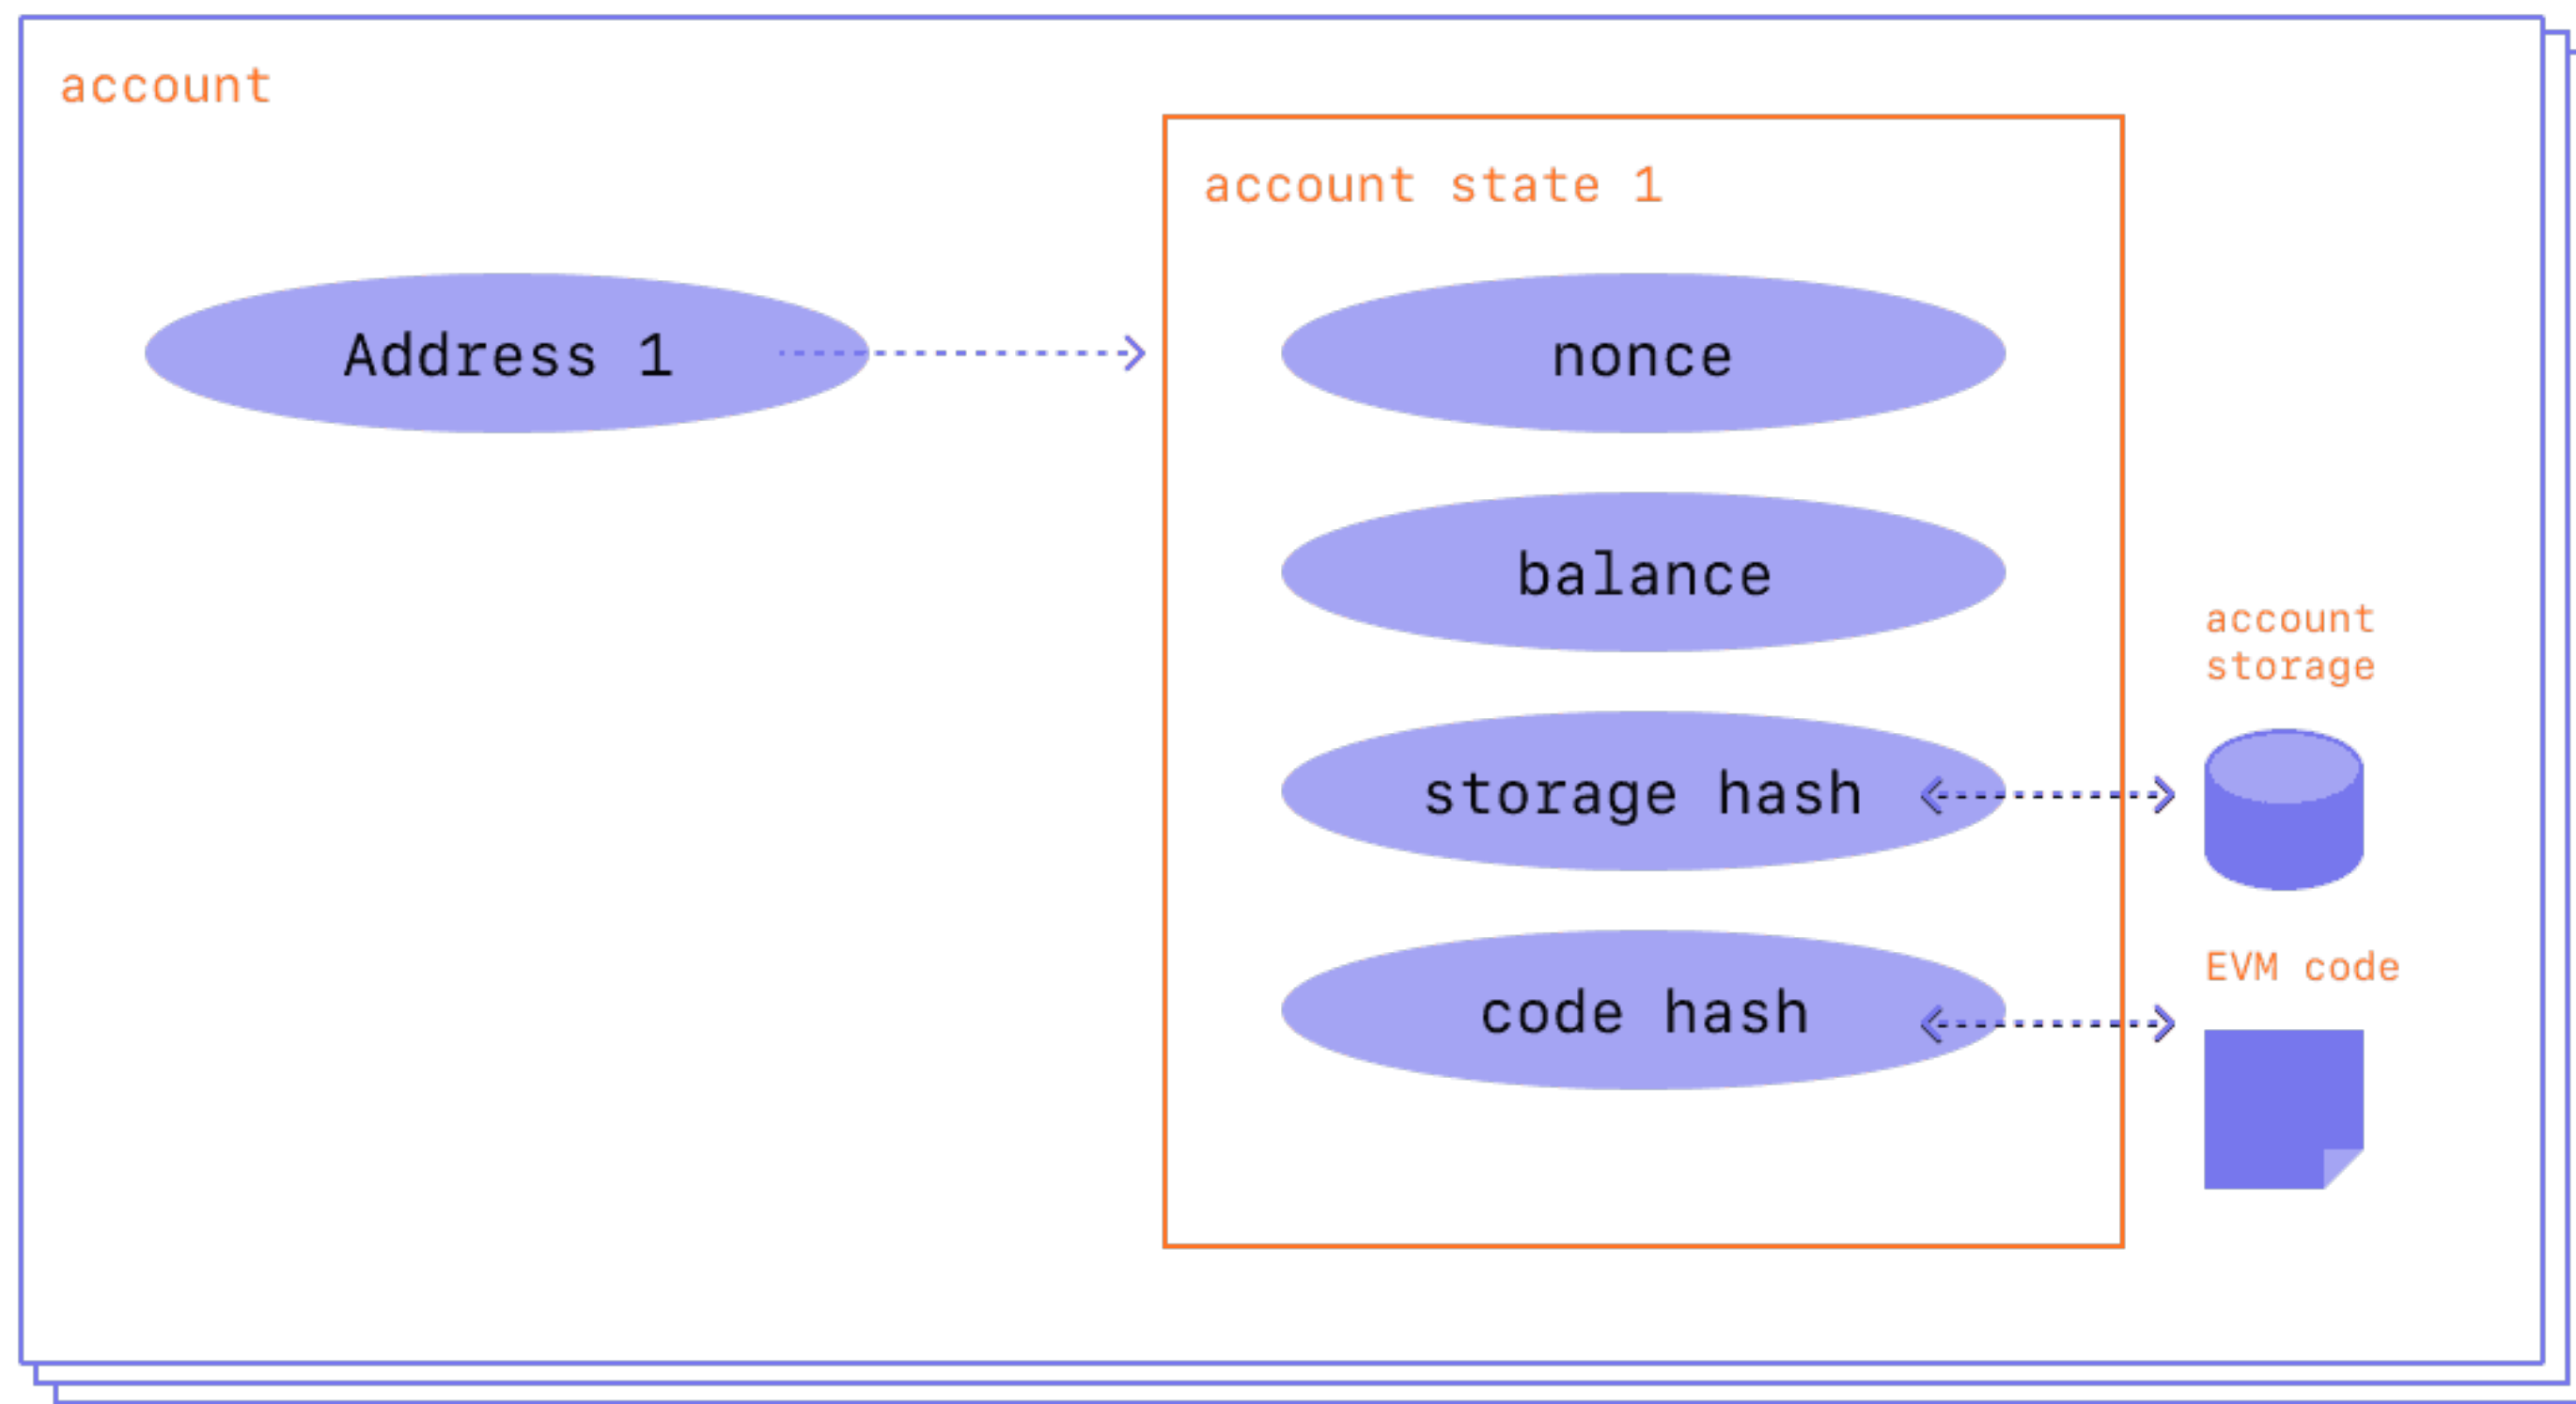 account
account state 1
Address 1
nonce
balance
account
storage
storage hash
EVM code
code hash